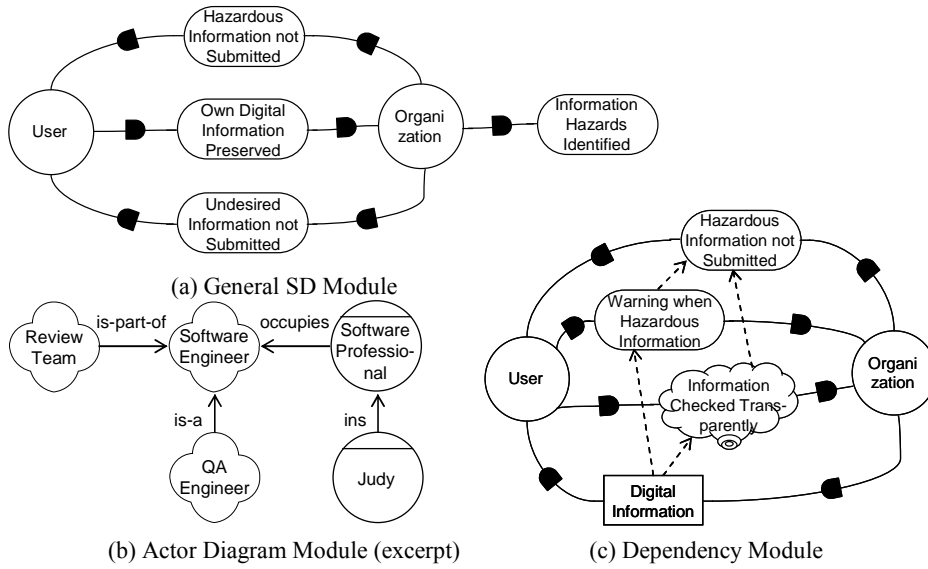 Hazardous
Information not
Submitted
User
Own Digital
Information
Preserved
Organi
zation
Information
Hazards
Identified
Undesired
Information not
Submitted
(a) General SD Module
Review
Team
is-part-of
Software
Engineer
occupies
Software
Professio-
nal
is-a
ins
QA
Engineer
Judy
(b) Actor Diagram Module (excerpt)
Hazardous
Information not
Submitted
Warning when
Hazardous
Information
User
Organi
zation
Information
Checked Trans-
parently
Digital
Information
(c) Dependency Module